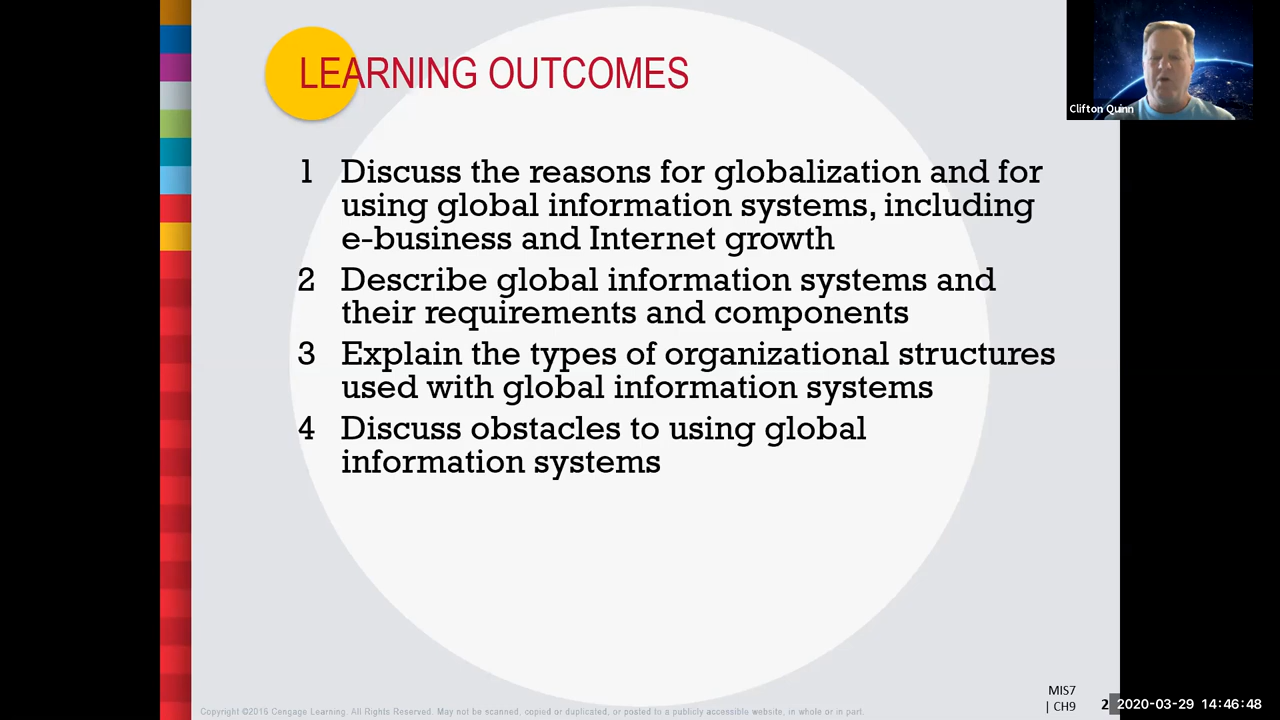 LEARNING OUTCOMES
Clifton Quinn
1 Discuss the reasons for globalization and for
using global information systems, including
e-business and Internet growth
2 Describe global information systems and
their requirements and components
3 Explain the types of organizational structures
used with global information systems
4 Discuss obstacles to using global
information systems
MIS7
| CH9
2
2020-03-29 14:46:48
Copyright ©2016 Cengage Learning. All Rights Reserved. May not be scanned, copied or duplicated, or posted to a publicly accessible website, in whole or in part.